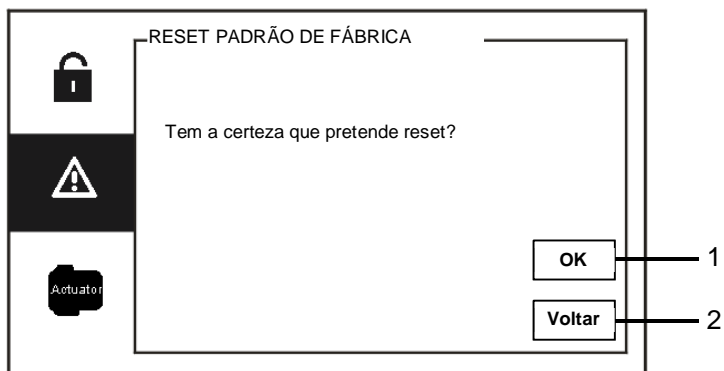 RESET PADRÃO DE FÁBRICA
Tem a certeza que pretende reset?
Actuator
OK
1
Voltar
2